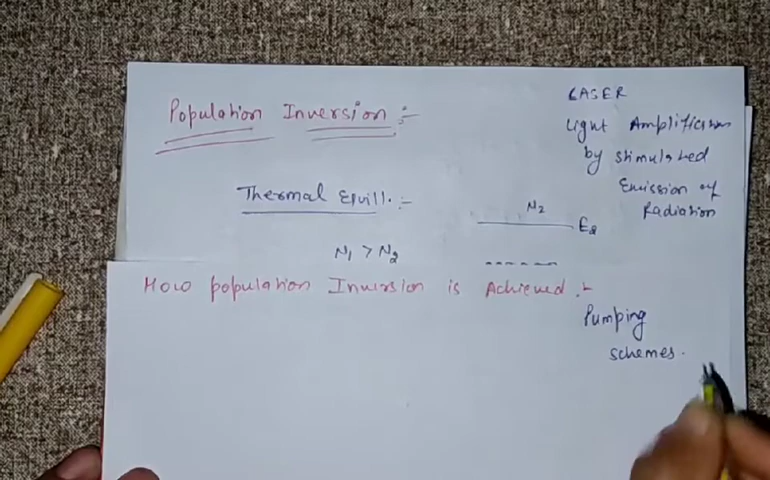 LASER
Population Inversion :-
Light Amplification
by stimulated
Emission of
Radiation
Thermal Equill. :-
N2
E2
N1 > N2
How population Inversion is Achieved :-
Pumping
schemes.